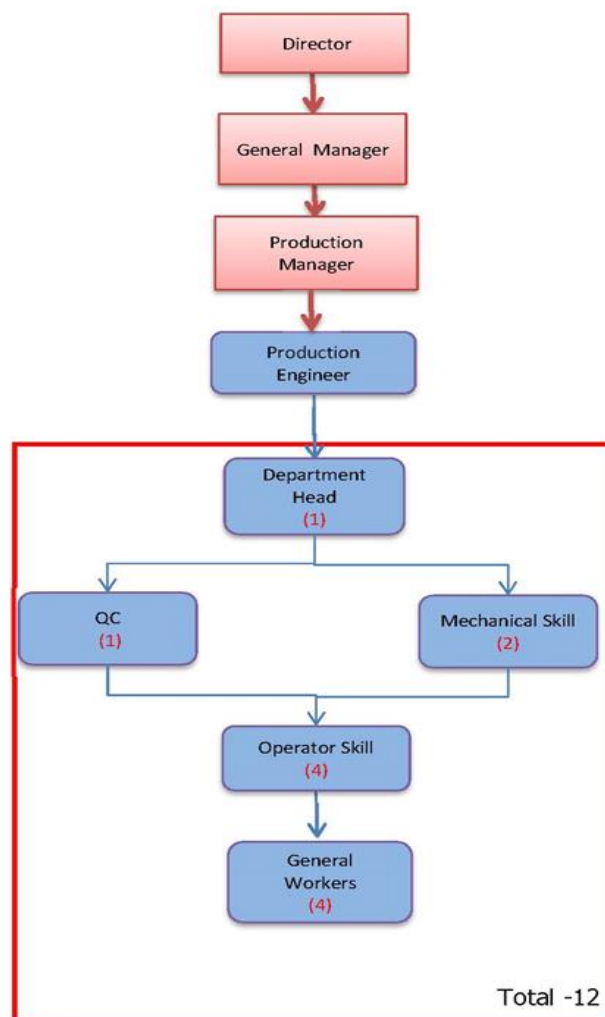 Director
General Manager
Production
Manager
Production
Engineer
Department
Head
(1)
QC
(1)
Mechanical Skill
(2)
Operator Skill
(4)
General
Workers
(4)
Total -12